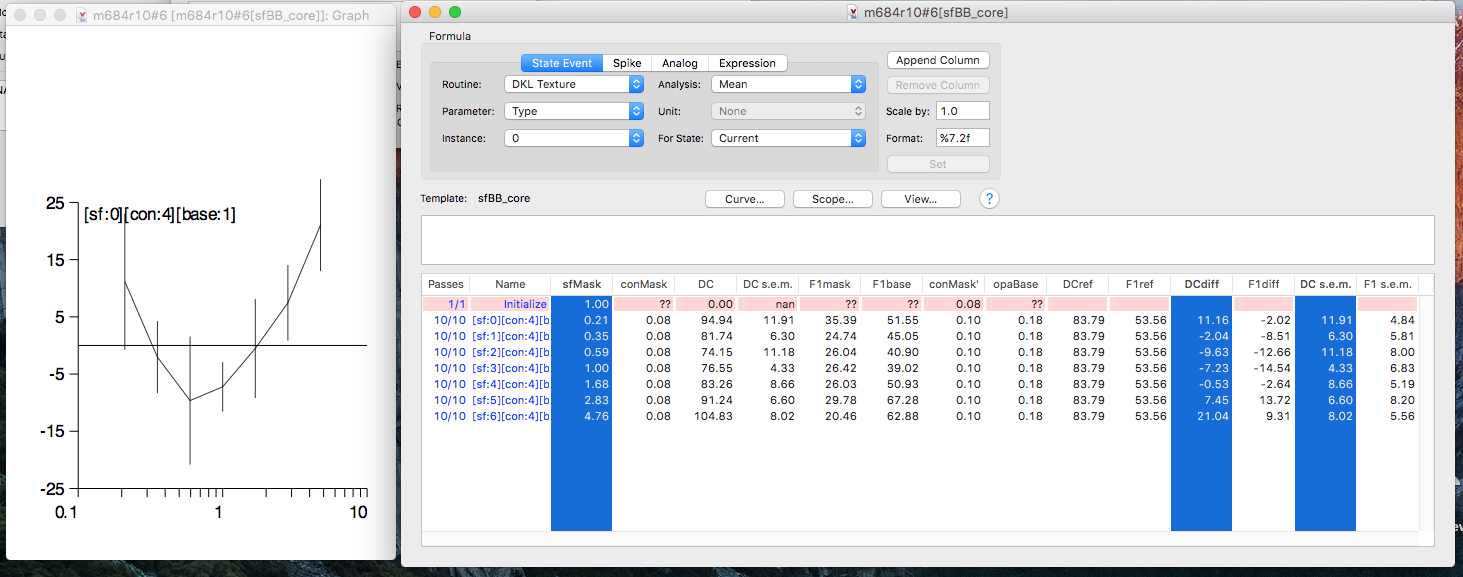 m684r10#6 [m684r10#6[sfBB_core]]: Graph
25
[sf:0][con:4][base:1]
15
5
-5
-15
-25
0.1 1 10
m684r10#6[sfBB_core]
Formula
State Event Spike Analog Expression
Routine: DKL Texture Analysis: Mean
Parameter: Type Unit: None
Instance: 0 For State: Current
Append Column
Remove Column
Scale by: 1.0
Format: %7.2f
Set
Template: sfBB_core Curve... Scope... View... ?
Passes Name sfMask conMask DC DC s.e.m. F1mask F1base conMask' opaBase DCref F1ref DCdiff F1diff DC s.e.m. F1 s.e.m.
1/1 Initialize 1.00 ?? 0.00 nan ?? ?? 0.08 ??
10/10 [sf:0][con:4][b 0.21 0.08 94.94 11.91 35.39 51.55 0.10 0.18 83.79 53.56 11.16 -2.02 11.91 4.84
10/10 [sf:1][con:4][b 0.35 0.08 81.74 6.30 24.74 45.05 0.10 0.18 83.79 53.56 -2.04 -8.51 6.30 5.81
10/10 [sf:2][con:4][b 0.59 0.08 74.15 11.18 26.04 40.90 0.10 0.18 83.79 53.56 -9.63 -12.66 11.18 8.00
10/10 [sf:3][con:4][b 1.00 0.08 76.55 4.33 26.42 39.02 0.10 0.18 83.79 53.56 -7.23 -14.54 4.33 6.83
10/10 [sf:4][con:4][b 1.68 0.08 83.26 8.66 26.03 50.93 0.10 0.18 83.79 53.56 -0.53 -2.64 8.66 5.19
10/10 [sf:5][con:4][b 2.83 0.08 91.24 6.60 29.78 67.28 0.10 0.18 83.79 53.56 7.45 13.72 6.60 8.20
10/10 [sf:6][con:4][b 4.76 0.08 104.83 8.02 20.46 62.88 0.10 0.18 83.79 53.56 21.04 9.31 8.02 5.56